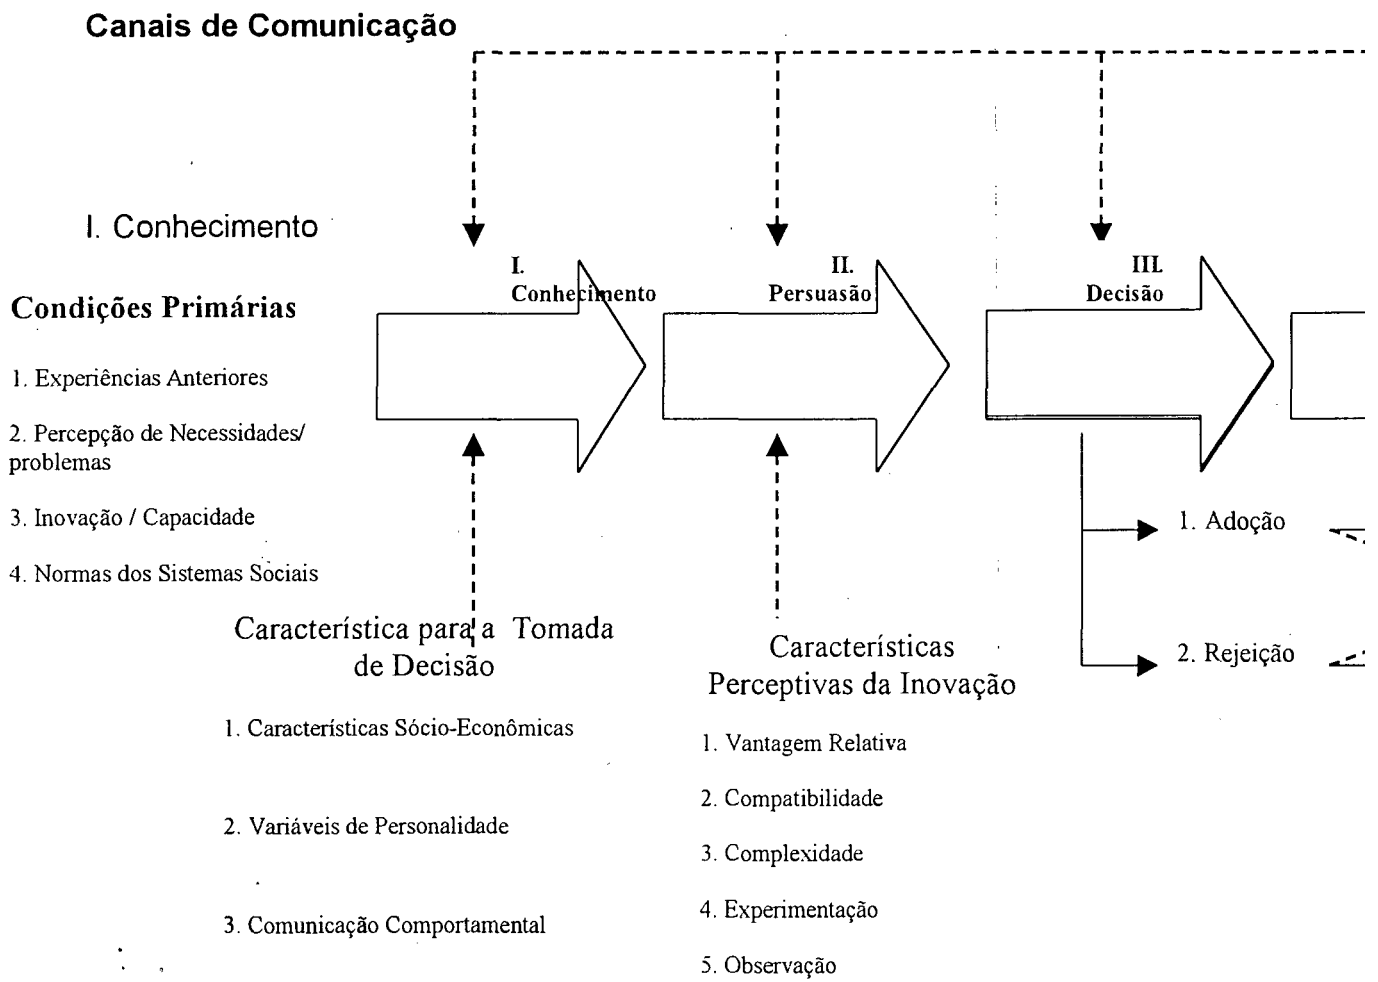 Canais de Comunicação
I. Conhecimento
I.
Conhecimento
II.
Persuasão
III.
Decisão
Condições Primárias
1. Experiências Anteriores
2. Percepção de Necessidades/
problemas
3. Inovação / Capacidade
4. Normas dos Sistemas Sociais
1. Adoção
2. Rejeição
Característica para a Tomada
de Decisão
1. Características Sócio-Econômicas
2. Variáveis de Personalidade
3. Comunicação Comportamental
Características
Perceptivas da Inovação
1. Vantagem Relativa
2. Compatibilidade
3. Complexidade
4. Experimentação
5. Observação